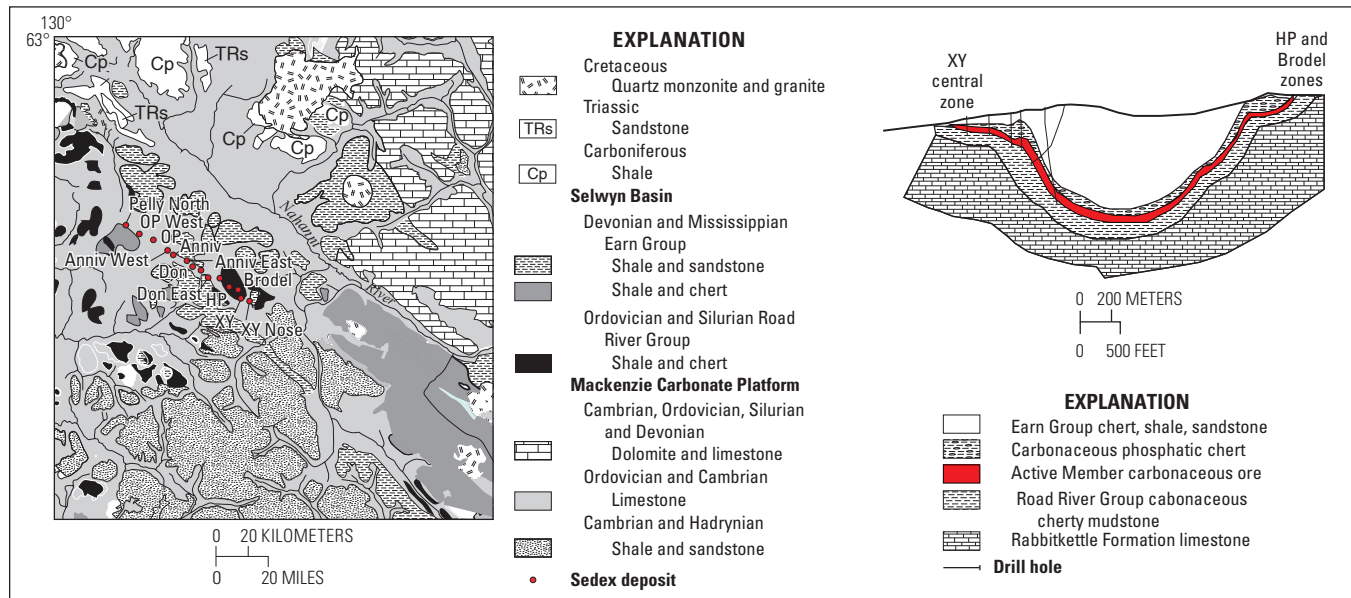 130°
63°
Cp
Cp
TRs
TRs
Cp
Cp
Cp
Nahanni
River
Pelly North
OP West
OP
Anniv
Anniv West
Anniv East
Don
Brodel
Don East
HP
XY
XY Nose
0 20 KILOMETERS
0 20 MILES
EXPLANATION
Cretaceous
Quartz monzonite and granite
Triassic
TRs Sandstone
Carboniferous
Cp Shale
Selwyn Basin
Devonian and Mississippian
Earn Group
Shale and sandstone
Shale and chert
Ordovician and Silurian Road
River Group
Shale and chert
Mackenzie Carbonate Platform
Cambrian, Ordovician, Silurian
and Devonian
Dolomite and limestone
Ordovician and Cambrian
Limestone
Cambrian and Hadrynian
Shale and sandstone
Sedex deposit
XY
central
zone
HP and
Brodel
zones
0 200 METERS
0 500 FEET
EXPLANATION
Earn Group chert, shale, sandstone
Carbonaceous phosphatic chert
Active Member carbonaceous ore
Road River Group cabonaceous
cherty mudstone
Rabbitkettle Formation limestone
Drill hole